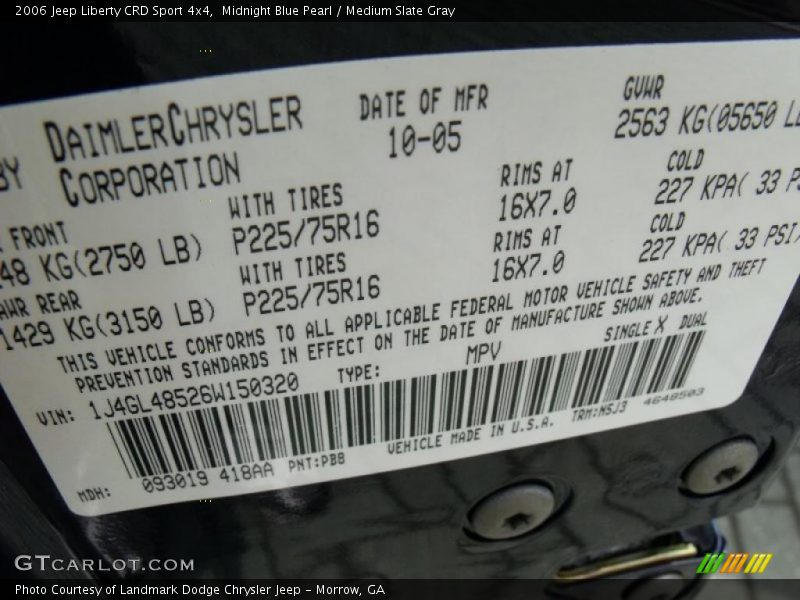 2006 Jeep Liberty CRD Sport 4x4,  Midnight Blue Pearl / Medium Slate Gray
BY DAIMLERCHRYSLER CORPORATION
DATE OF MFR
10-05
GVWR
2563 KG(05650 LB
FRONT
WITH TIRES
RIMS AT
COLD
48 KG(2750 LB)
P225/75R16
16X7.0
227 KPA( 33 P
AWR REAR
WITH TIRES
RIMS AT
COLD
1429 KG(3150 LB)
P225/75R16
16X7.0
227 KPA( 33 PSI)
THIS VEHICLE CONFORMS TO ALL APPLICABLE FEDERAL MOTOR VEHICLE SAFETY AND THEFT
PREVENTION STANDARDS IN EFFECT ON THE DATE OF MANUFACTURE SHOWN ABOVE.
VIN: 1J4GL48526W150320
TYPE: MPV
SINGLE X DUAL
MDH: 093019 418AA PNT:PB8
VEHICLE MADE IN U.S.A.
TRM:N5J3
4648503
GTCARLOT.COM
Photo Courtesy of Landmark Dodge Chrysler Jeep - Morrow, GA